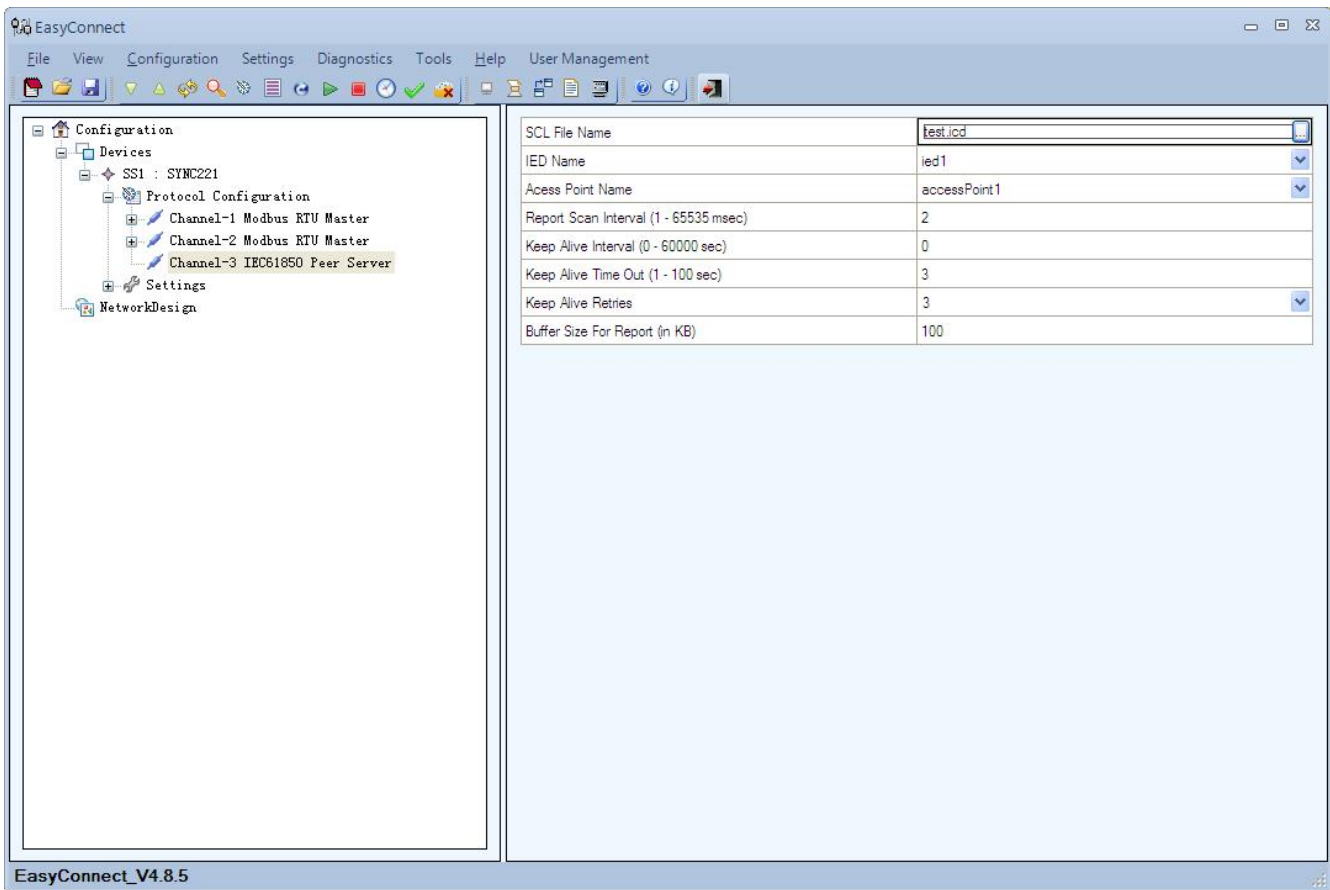 EasyConnect
File View Configuration Settings Diagnostics Tools Help User Management
Configuration
Devices
SS1 : SYNC221
Protocol Configuration
Channel-1 Modbus RTU Master
Channel-2 Modbus RTU Master
Channel-3 IEC61850 Peer Server
Settings
NetworkDesign
SCL File Name test.icd ...
IED Name ied1
Acess Point Name accessPoint1
Report Scan Interval (1 - 65535 msec) 2
Keep Alive Interval (0 - 60000 sec) 0
Keep Alive Time Out (1 - 100 sec) 3
Keep Alive Retries 3
Buffer Size For Report (in KB) 100
EasyConnect_V4.8.5